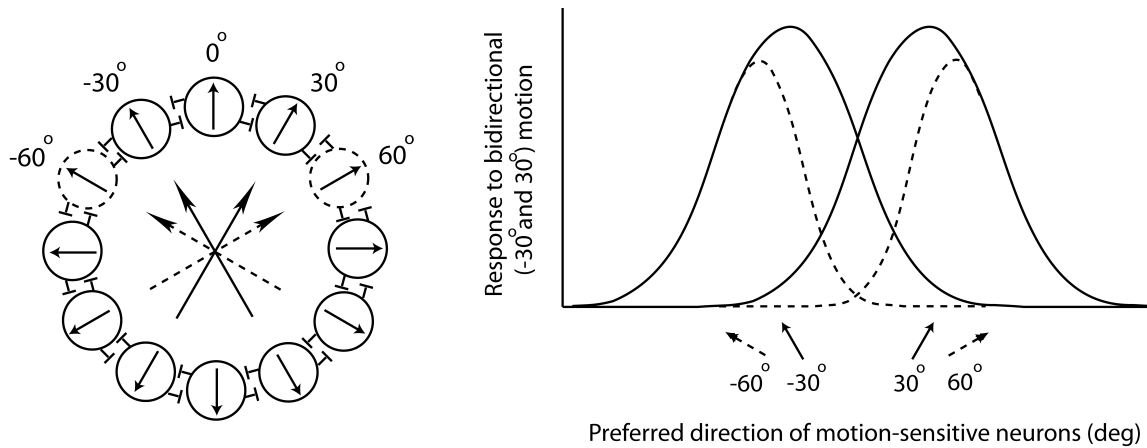 0°
-30°
30°
-60°
60°
Response to bidirectional
(-30°and 30°) motion
-60° -30° 30° 60°
Preferred direction of motion-sensitive neurons (deg)